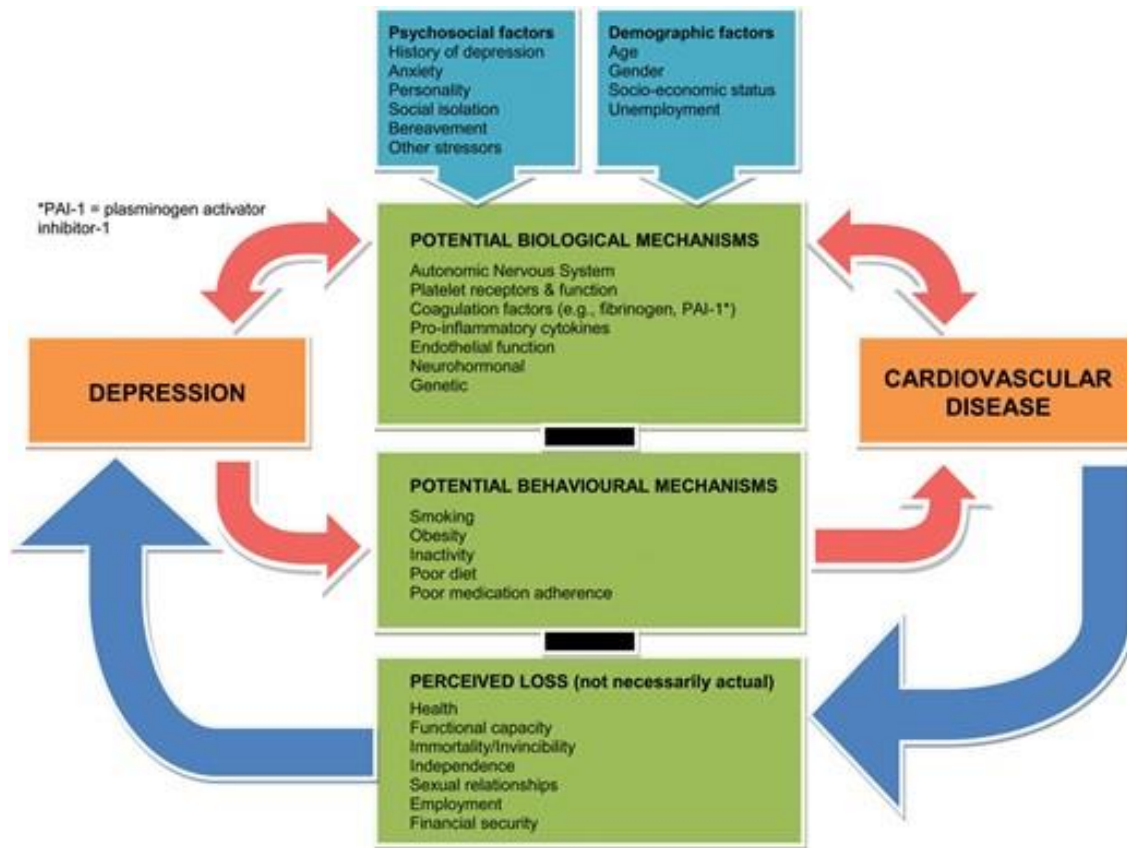 Psychosocial factors
History of depression
Anxiety
Personality
Social isolation
Bereavement
Other stressors
Demographic factors
Age
Gender
Socio-economic status
Unemployment
*PAI-1 = plasminogen activator
inhibitor-1
POTENTIAL BIOLOGICAL MECHANISMS
Autonomic Nervous System
Platelet receptors & function
Coagulation factors (e.g., fibrinogen, PAI-1*)
Pro-inflammatory cytokines
Endothelial function
Neurohormonal
Genetic
DEPRESSION
CARDIOVASCULAR
DISEASE
POTENTIAL BEHAVIOURAL MECHANISMS
Smoking
Obesity
Inactivity
Poor diet
Poor medication adherence
PERCEIVED LOSS (not necessarily actual)
Health
Functional capacity
Immortality/Invincibility
Independence
Sexual relationships
Employment
Financial security